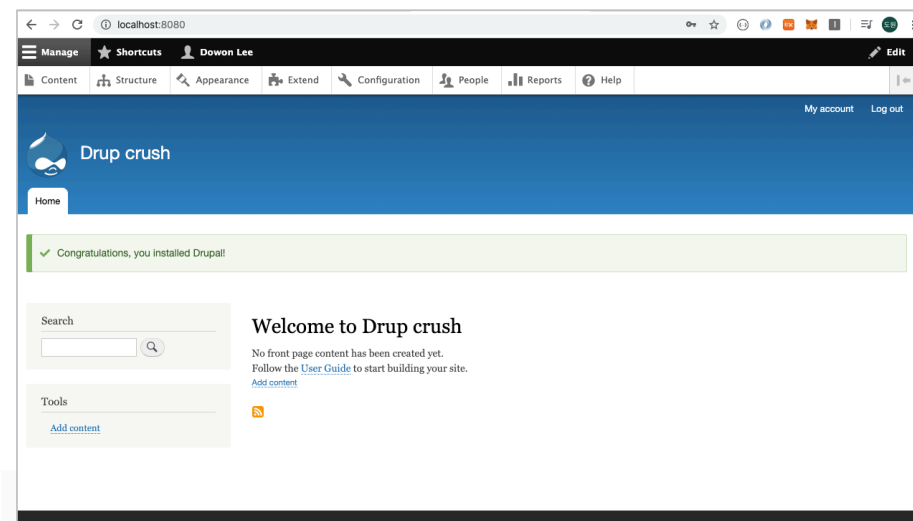 localhost:8080
도원
Manage Shortcuts Dowon Lee Edit
Content Structure Appearance Extend Configuration People Reports Help
My account Log out
Drup crush
Home
Congratulations, you installed Drupal!
Search
Welcome to Drup crush
No front page content has been created yet.
Follow the User Guide to start building your site.
Add content
Tools
Add content